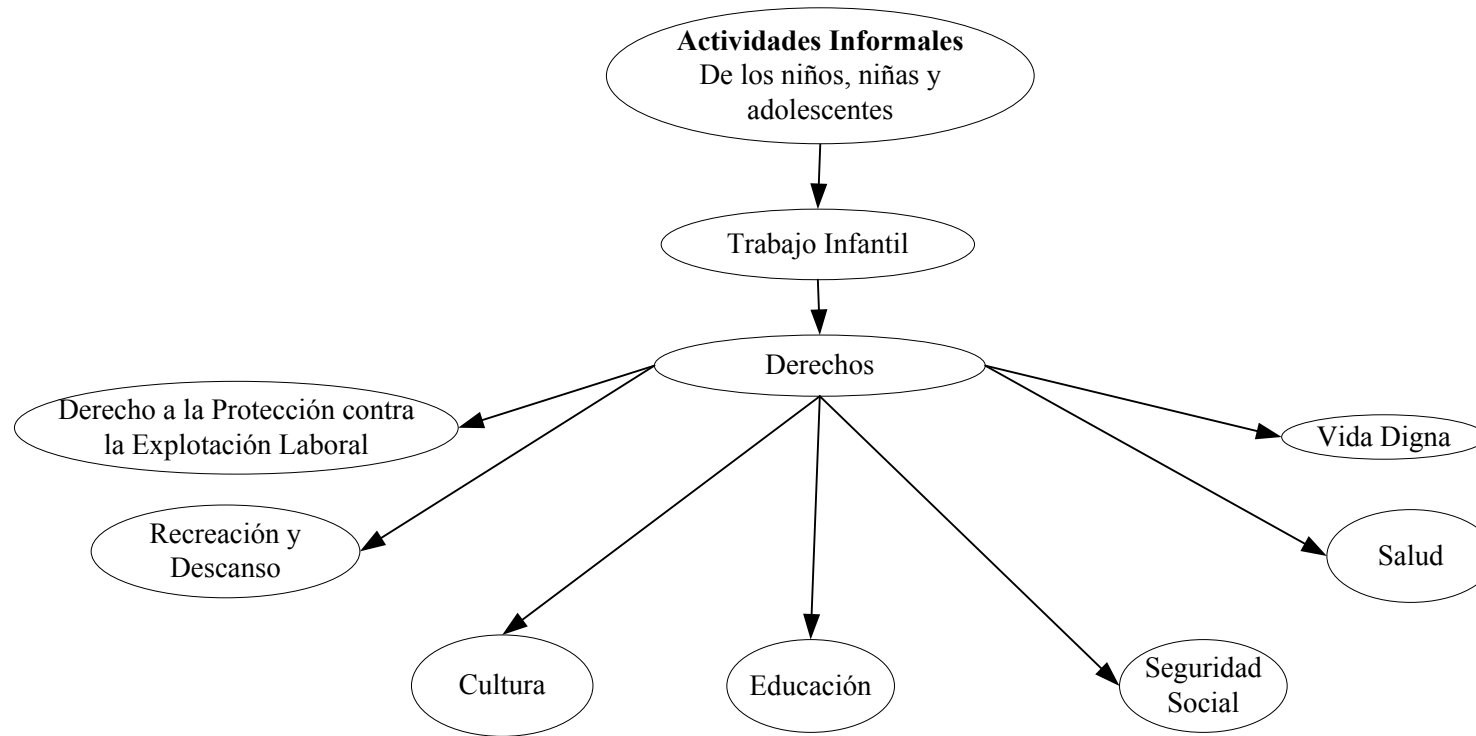 Actividades Informales
De los niños, niñas y
adolescentes
Trabajo Infantil
Derechos
Derecho a la Protección contra
la Explotación Laboral
Vida Digna
Recreación y
Descanso
Salud
Cultura
Educación
Seguridad
Social